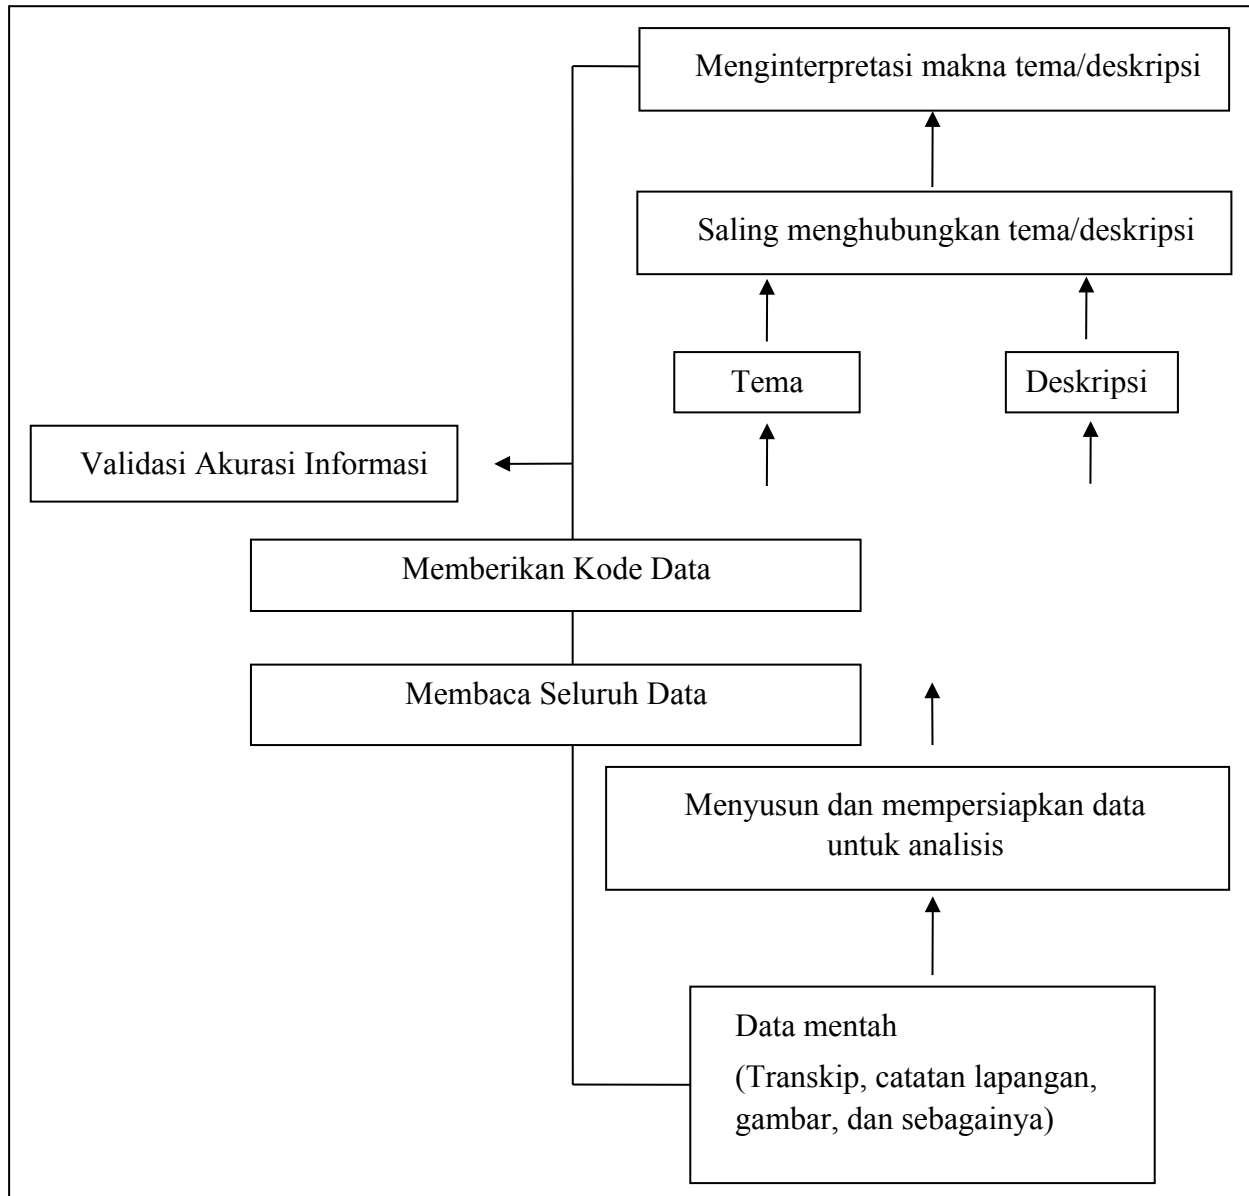 Menginterpretasi makna tema/deskripsi
Saling menghubungkan tema/deskripsi
Tema
Deskripsi
Validasi Akurasi Informasi
Memberikan Kode Data
Membaca Seluruh Data
Menyusun dan mempersiapkan data
untuk analisis
Data mentah
(Transkip, catatan lapangan,
gambar, dan sebagainya)